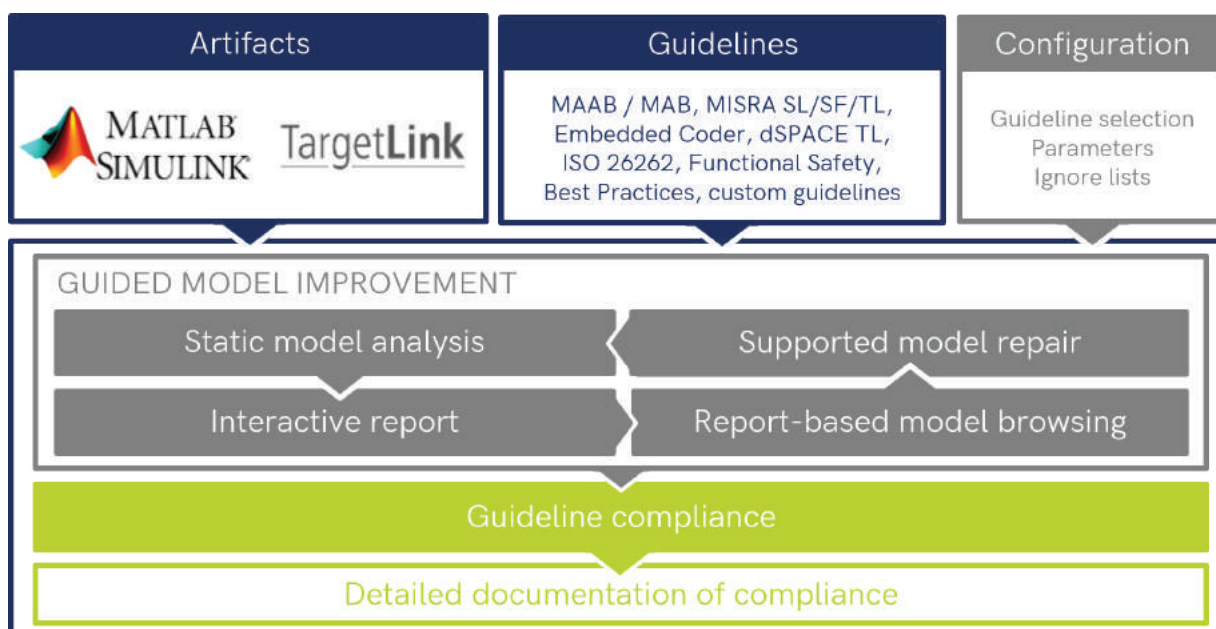 Artifacts
MATLAB
SIMULINK
TargetLink
Guidelines
MAAB / MAB, MISRA SL/SF/TL,
Embedded Coder, dSPACE TL,
ISO 26262, Functional Safety,
Best Practices, custom guidelines
Configuration
Guideline selection
Parameters
Ignore lists
GUIDED MODEL IMPROVEMENT
Static model analysis
Supported model repair
Interactive report
Report-based model browsing
Guideline compliance
Detailed documentation of compliance